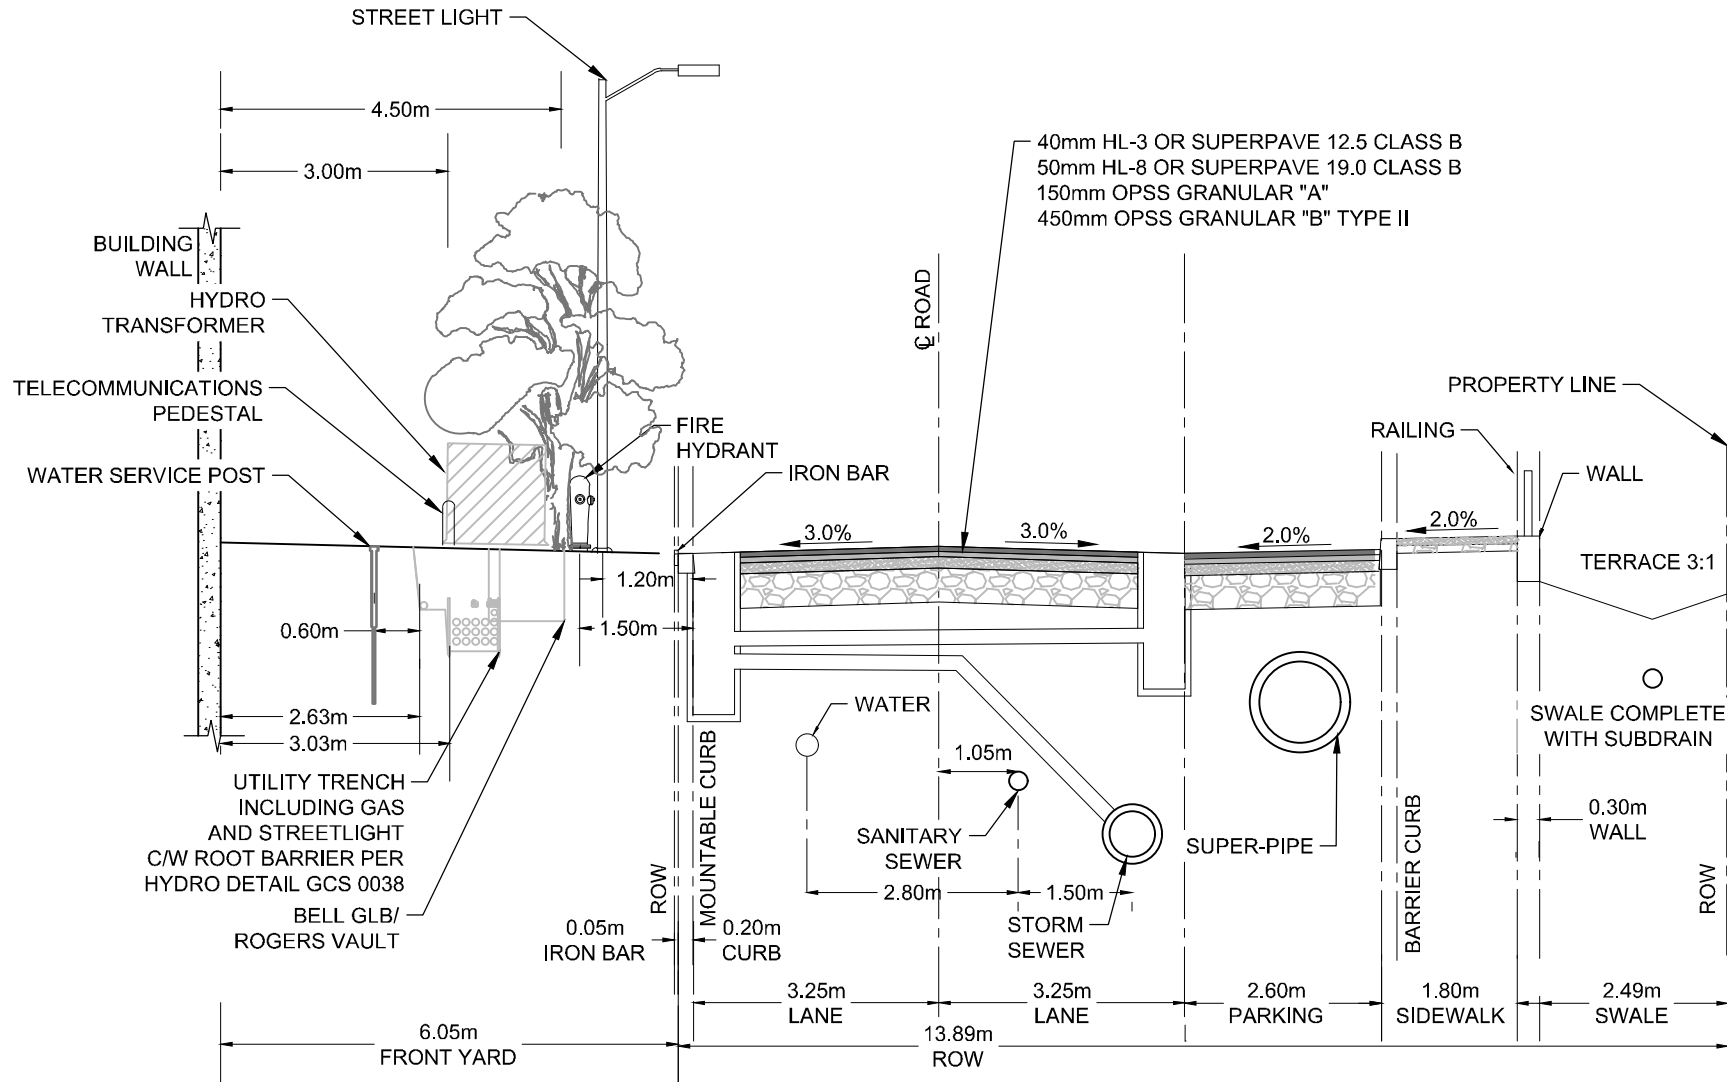 STREET LIGHT
4.50m
3.00m
40mm HL-3 OR SUPERPAVE 12.5 CLASS B
50mm HL-8 OR SUPERPAVE 19.0 CLASS B
150mm OPSS GRANULAR "A"
450mm OPSS GRANULAR "B" TYPE II
BUILDING
WALL
HYDRO
TRANSFORMER
TELECOMMUNICATIONS
PEDESTAL
WATER SERVICE POST
FIRE
HYDRANT
IRON BAR
℄ ROAD
PROPERTY LINE
RAILING
WALL
3.0%
3.0%
2.0%
2.0%
TERRACE 3:1
1.20m
0.60m
1.50m
2.63m
3.03m
WATER
1.05m
SWALE COMPLETE
WITH SUBDRAIN
UTILITY TRENCH
INCLUDING GAS
AND STREETLIGHT
C/W ROOT BARRIER PER
HYDRO DETAIL GCS 0038
BELL GLB/
ROGERS VAULT
ROW
MOUNTABLE CURB
SANITARY
SEWER
SUPER-PIPE
BARRIER CURB
0.30m
WALL
2.80m
1.50m
STORM
SEWER
ROW
0.05m
IRON BAR
0.20m
CURB
3.25m
LANE
3.25m
LANE
2.60m
PARKING
1.80m
SIDEWALK
2.49m
SWALE
6.05m
FRONT YARD
13.89m
ROW